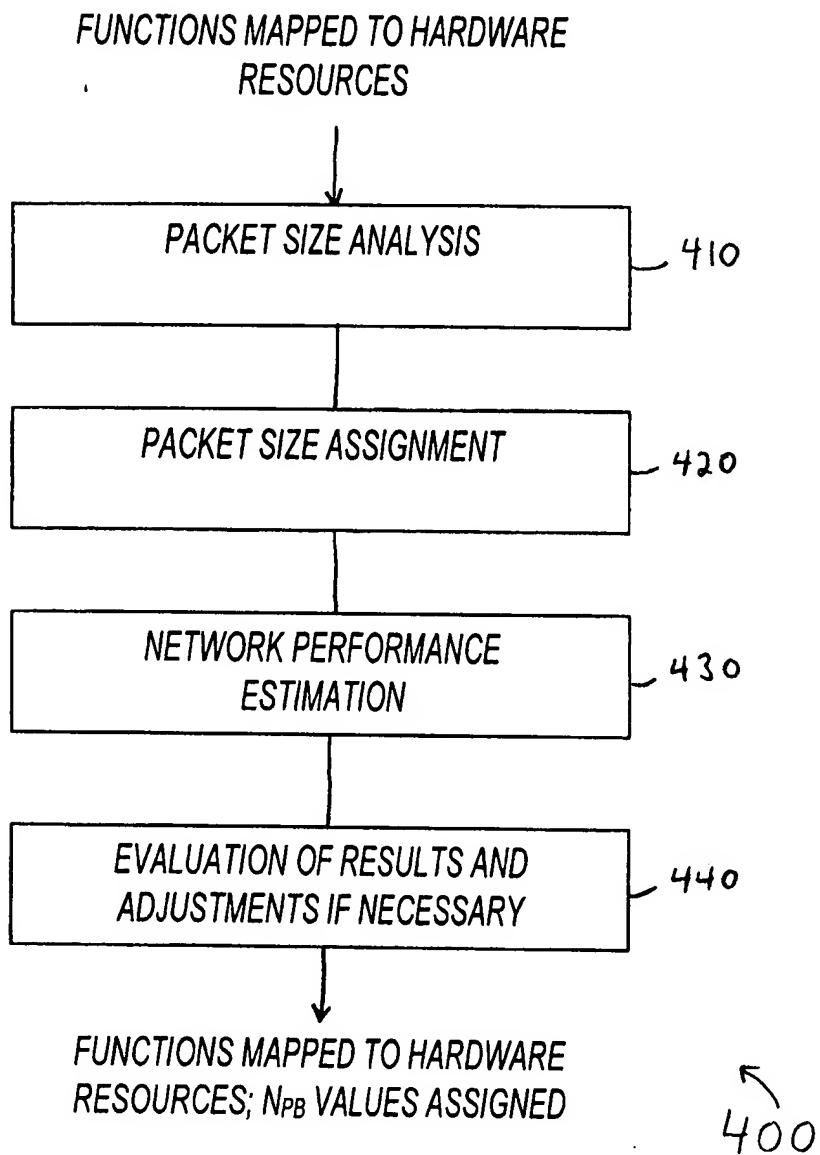 FUNCTIONS MAPPED TO HARDWARE
RESOURCES
PACKET SIZE ANALYSIS
410
PACKET SIZE ASSIGNMENT
420
NETWORK PERFORMANCE
ESTIMATION
430
EVALUATION OF RESULTS AND
ADJUSTMENTS IF NECESSARY
440
FUNCTIONS MAPPED TO HARDWARE
RESOURCES; NPB VALUES ASSIGNED
400